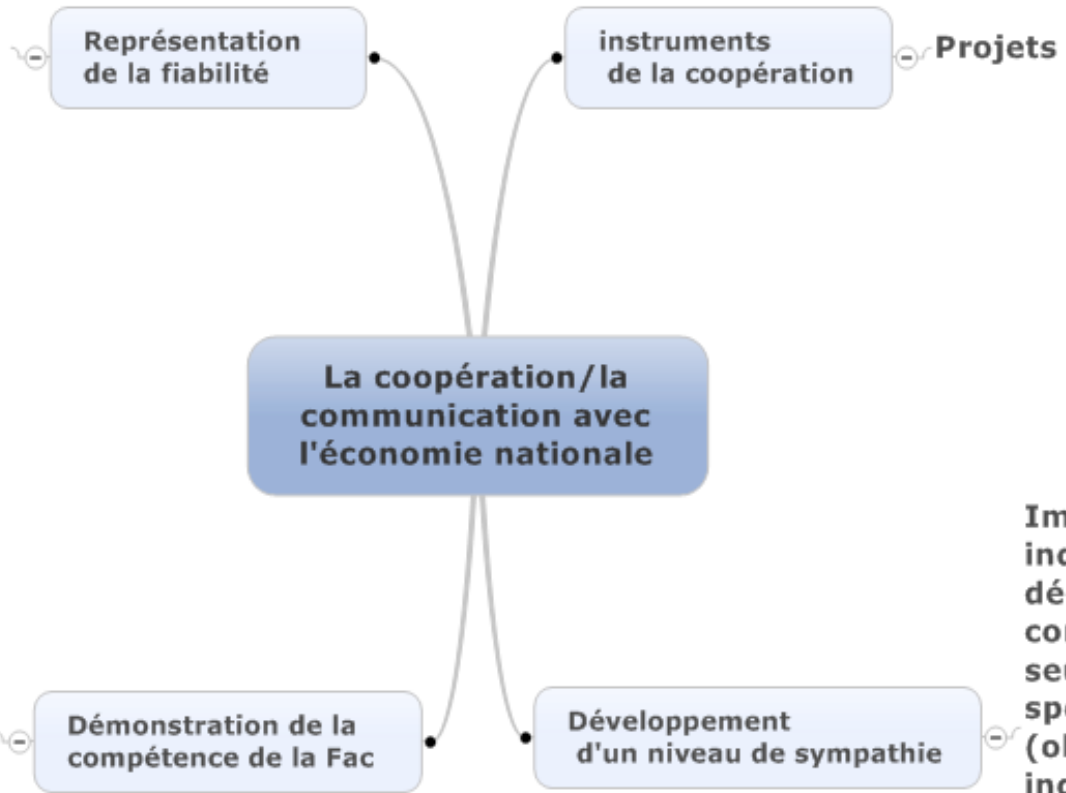 Représentation
de la fiabilité
instruments
de la coopération
Projets
La coopération/la
communication avec
l'économie nationale
Démonstration de la
compétence de la Fac
Développement
d'un niveau de sympathie